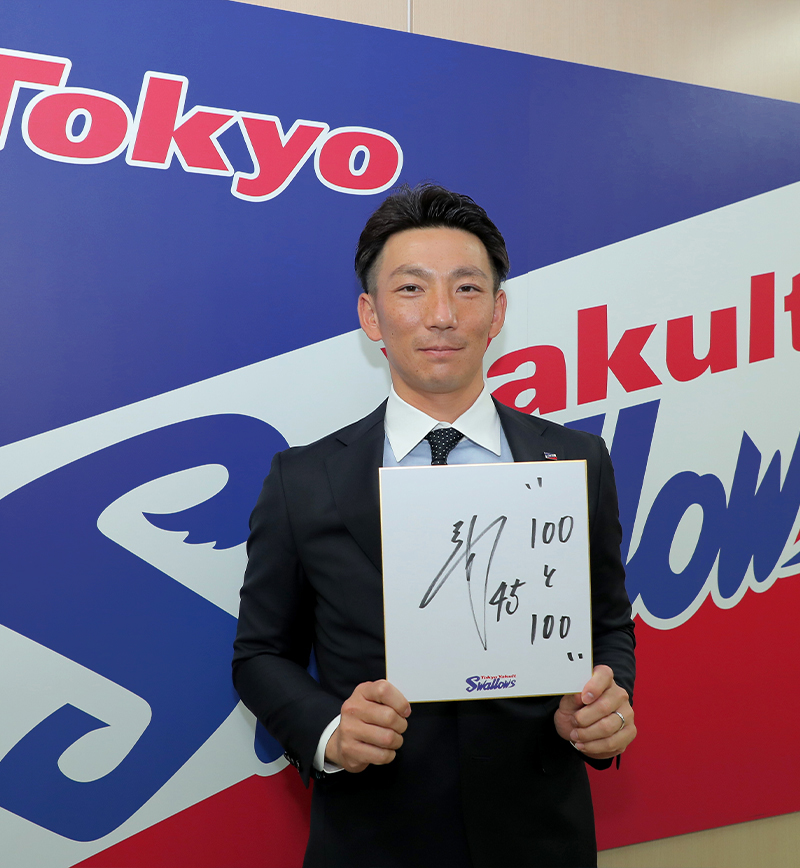 Tokyo
akult
Swallows
"100
と
100"
45
Tokyo Yakult
Swallows